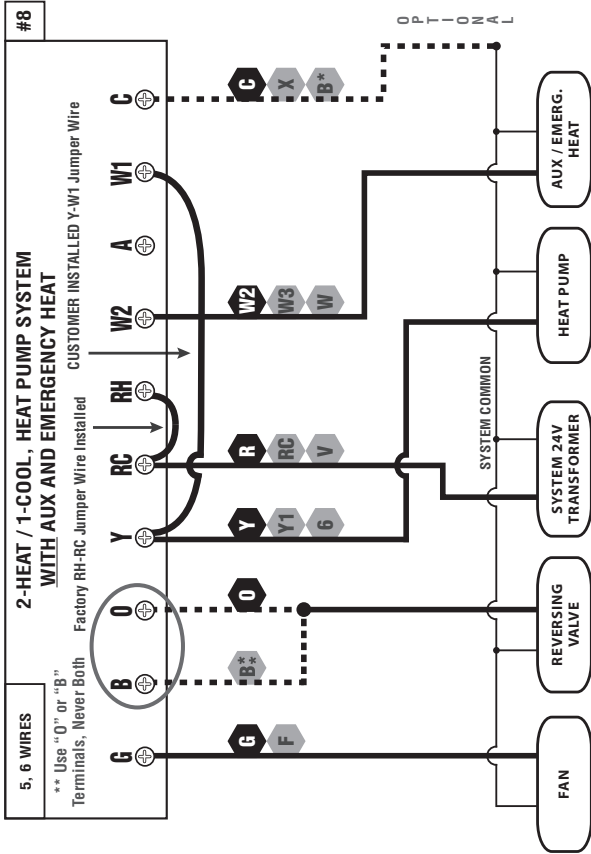 5, 6 WIRES
2-HEAT / 1-COOL, HEAT PUMP SYSTEM
WITH AUX AND EMERGENCY HEAT
#8
** Use “O” or “B”
Terminals, Never Both
Factory RH-RC Jumper Wire Installed
CUSTOMER INSTALLED Y-W1 Jumper Wire
G B O Y RC RH W2 A W1 C
G B* O Y R W2 C
F Y1 RC W3 X
6 V W B*
SYSTEM COMMON
OPTIONAL
FAN
REVERSING
VALVE
SYSTEM 24V
TRANSFORMER
HEAT PUMP
AUX / EMERG.
HEAT